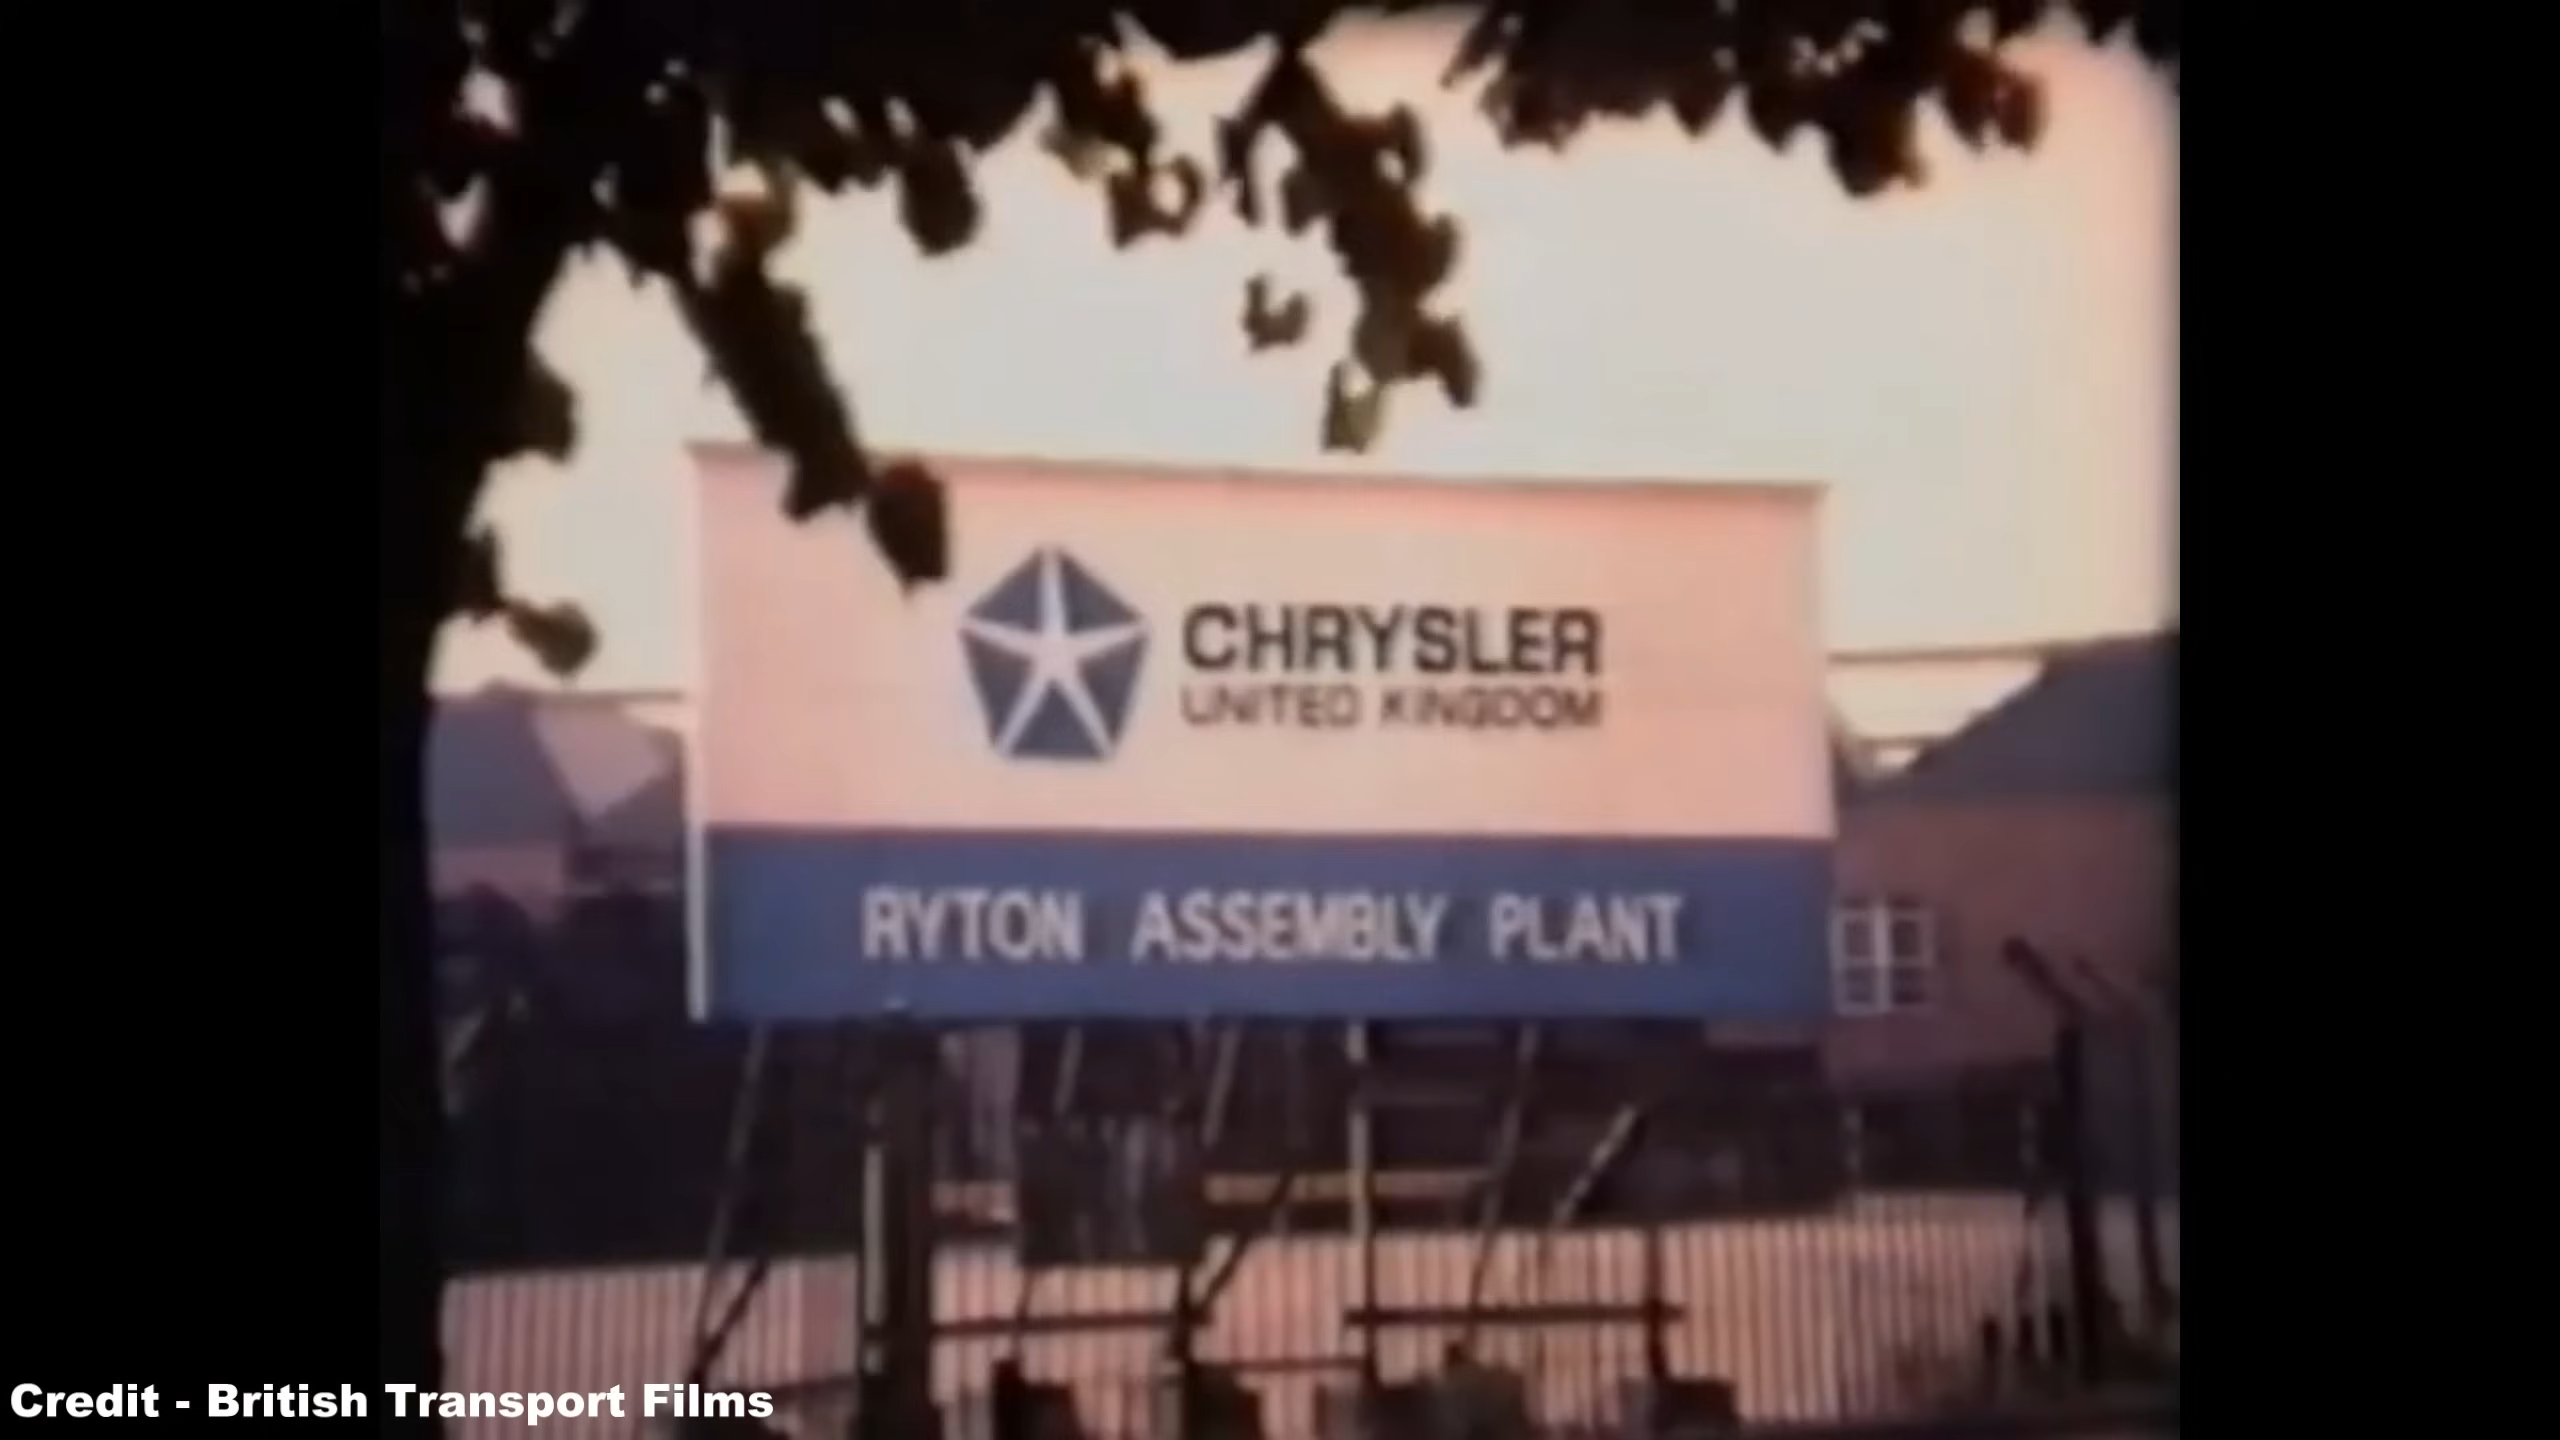 CHRYSLER
UNITED KINGDOM
RYTON ASSEMBLY PLANT
Credit - British Transport Films